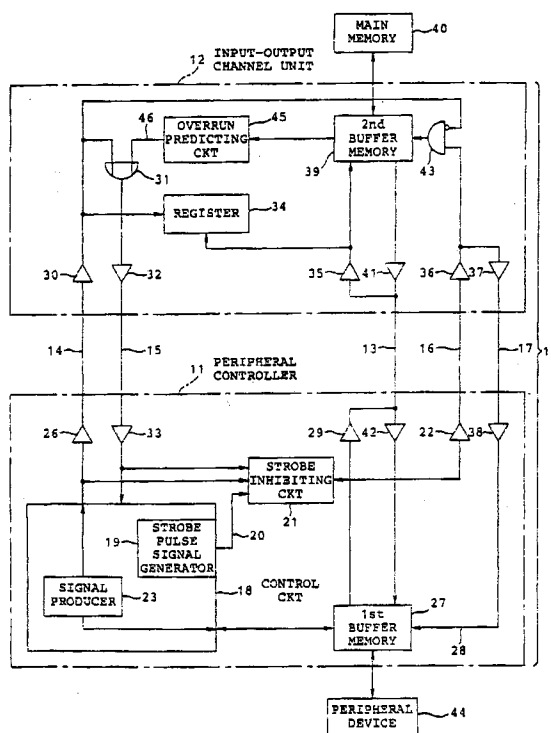 MAIN
MEMORY
40
12
INPUT-OUTPUT
CHANNEL UNIT
46
45
OVERRUN
PREDICTING
CKT
2nd
BUFFER
MEMORY
43
31
39
34
REGISTER
30
32
35
41
36
37
14
15
13
16
17
1
11
PERIPHERAL
CONTROLLER
26
33
29
42
22
38
STROBE
INHIBITING
CKT
21
19
STROBE
PULSE
SIGNAL
GENERATOR
20
SIGNAL
PRODUCER
23
CONTROL
CKT
18
27
1st
BUFFER
MEMORY
28
PERIPHERAL
DEVICE
44